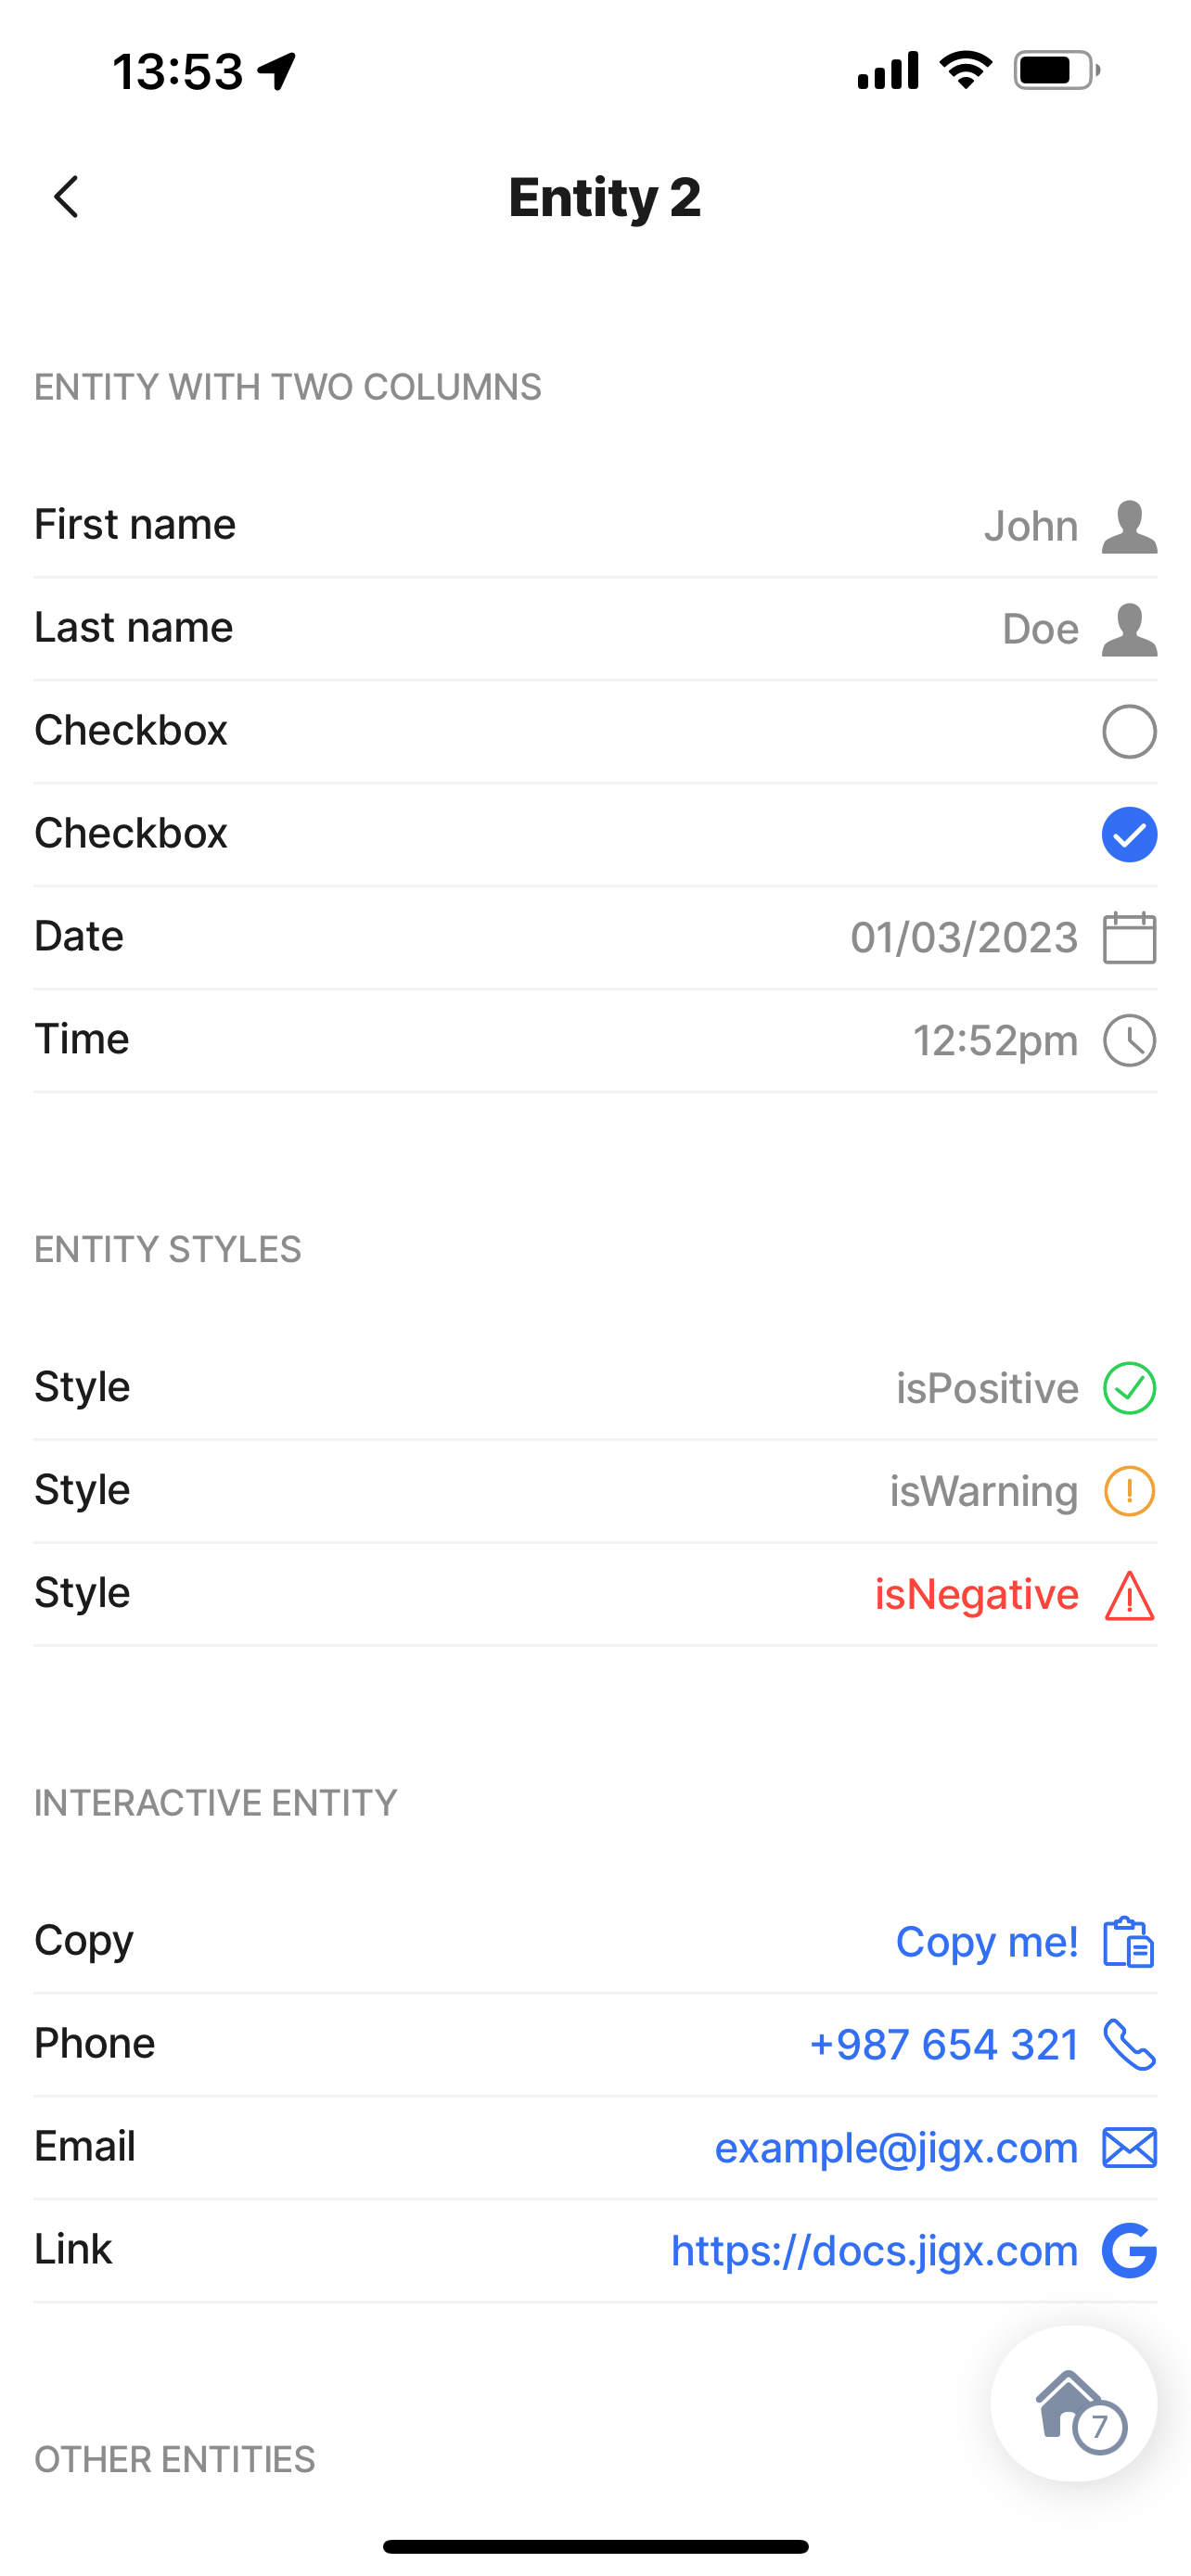 13:53
Entity 2
ENTITY WITH TWO COLUMNS
First name John
Last name Doe
Checkbox
Checkbox
Date 01/03/2023
Time 12:52pm
ENTITY STYLES
Style isPositive
Style isWarning
Style isNegative
INTERACTIVE ENTITY
Copy Copy me!
Phone +987 654 321
Email example@jigx.com
Link https://docs.jigx.com
7
OTHER ENTITIES